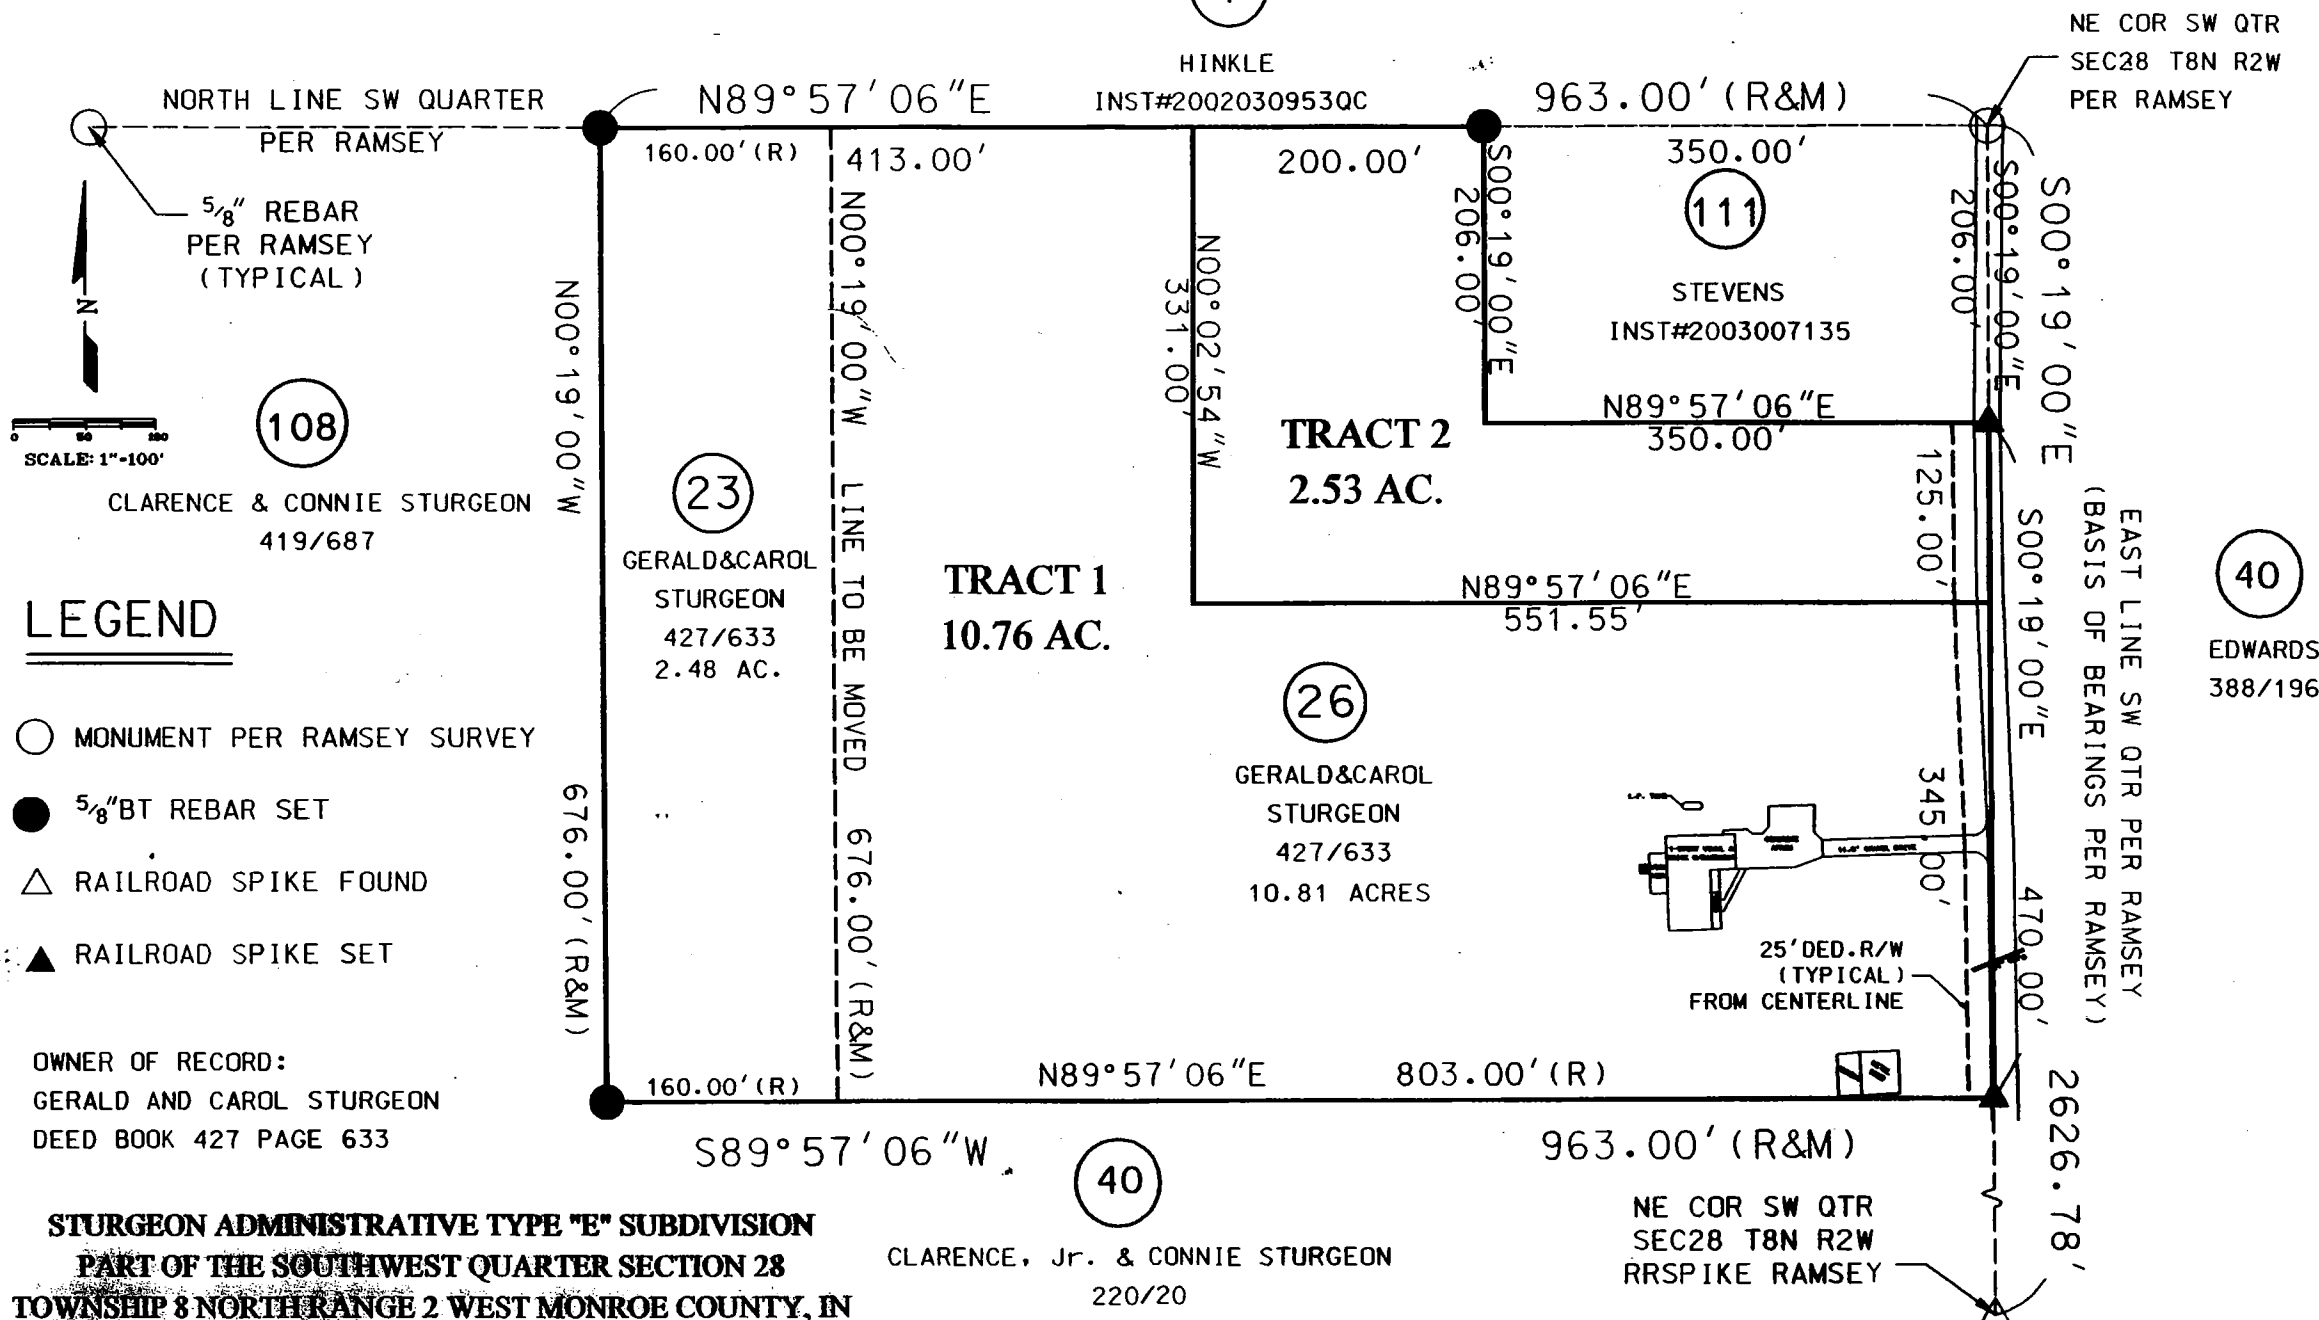 HINKLE
INST#2002030953QC
NE COR SW QTR
SEC28 T8N R2W
PER RAMSEY
NORTH LINE SW QUARTER
PER RAMSEY
N89°57'06"E
963.00'(R&M)
160.00'(R)
413.00'
200.00'
350.00'
5/8" REBAR
PER RAMSEY
(TYPICAL)
N
SCALE: 1"-100'
0 50 100
108
CLARENCE & CONNIE STURGEON
419/687
N00°19'00"W
676.00'(R&M)
23
GERALD&CAROL
STURGEON
427/633
2.48 AC.
N00°19'00"W LINE TO BE MOVED 676.00'(R&M)
TRACT 1
10.76 AC.
N00°02'54"W
331.00'
TRACT 2
2.53 AC.
S00°19'00"E
206.00'
111
STEVENS
INST#2003007135
N89°57'06"E
350.00'
S00°19'00"E
206.00'
S00°19'00"E
125.00'
N89°57'06"E
551.55'
S00°19'00"E
470.00'
345.00'
EAST LINE SW QTR PER RAMSEY
(BASIS OF BEARINGS PER RAMSEY)
2626.78'
40
EDWARDS
388/196
26
GERALD&CAROL
STURGEON
427/633
10.81 ACRES
25'DED.R/W
(TYPICAL)
FROM CENTERLINE
LEGEND
MONUMENT PER RAMSEY SURVEY
5/8"BT REBAR SET
RAILROAD SPIKE FOUND
RAILROAD SPIKE SET
OWNER OF RECORD:
GERALD AND CAROL STURGEON
DEED BOOK 427 PAGE 633
160.00'(R)
N89°57'06"E
803.00'(R)
S89°57'06"W
963.00'(R&M)
40
CLARENCE, Jr. & CONNIE STURGEON
220/20
NE COR SW QTR
SEC28 T8N R2W
RRSPIKE RAMSEY
STURGEON ADMINISTRATIVE TYPE "E" SUBDIVISION
PART OF THE SOUTHWEST QUARTER SECTION 28
TOWNSHIP 8 NORTH RANGE 2 WEST MONROE COUNTY, IN